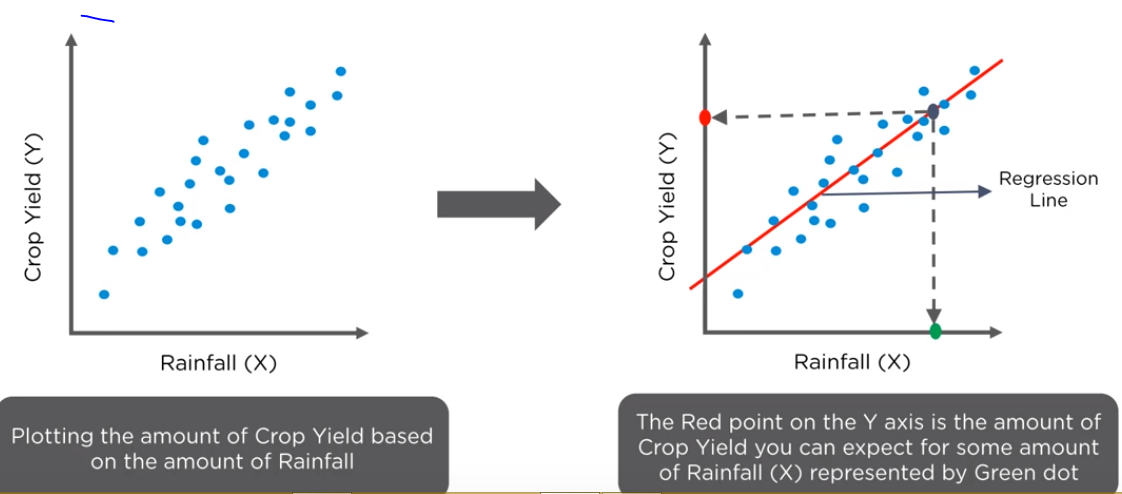 Crop Yield (Y)
Rainfall (X)
Plotting the amount of Crop Yield based
on the amount of Rainfall
Crop Yield (Y)
Regression
Line
Rainfall (X)
The Red point on the Y axis is the amount of
Crop Yield you can expect for some amount
of Rainfall (X) represented by Green dot